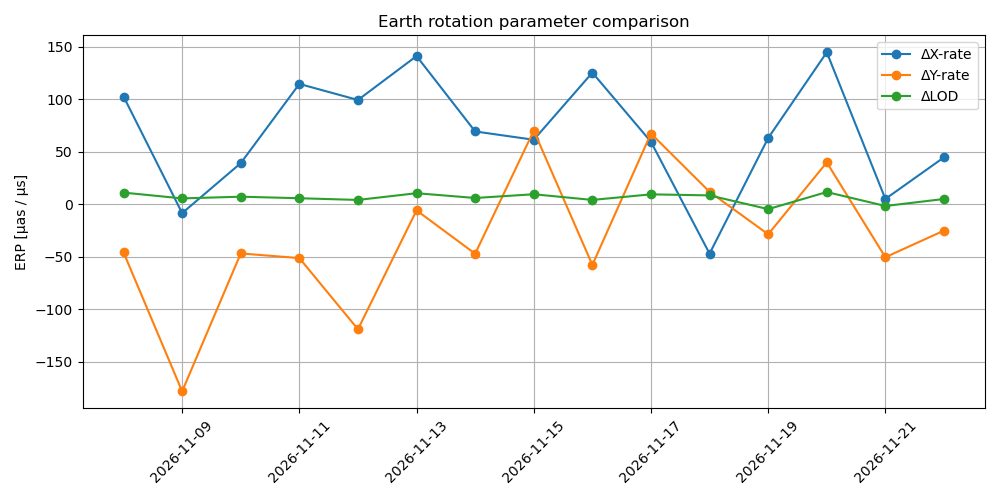 Earth rotation parameter comparison
ERP [µas / µs]
150
100
50
0
−50
−100
−150
ΔX-rate
ΔY-rate
ΔLOD
2026-11-09
2026-11-11
2026-11-13
2026-11-15
2026-11-17
2026-11-19
2026-11-21